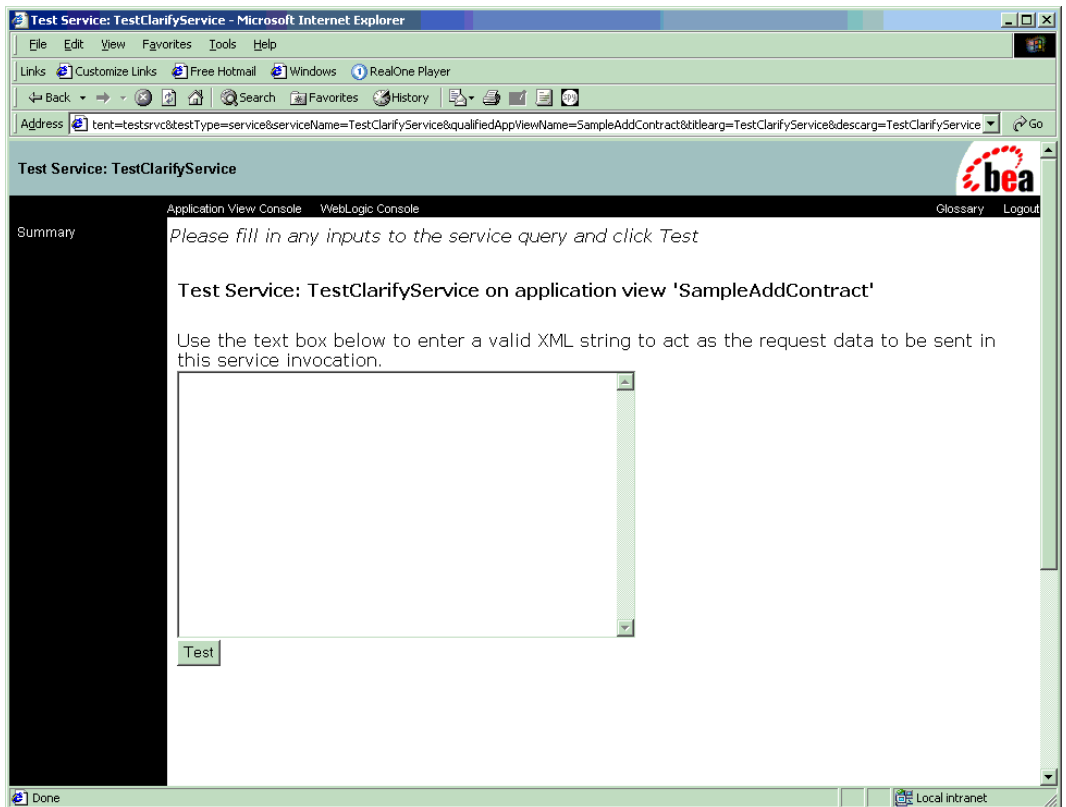 Test Service: TestClarifyService - Microsoft Internet Explorer
File Edit View Favorites Tools Help
Links Customize Links Free Hotmail Windows RealOne Player
Back Search Favorites History
Address tent=testsrvc&testType=service&serviceName=TestClarifyService&qualifiedAppViewName=SampleAddContract&titlearg=TestClarifyService&descarg=TestClarifyService Go
Test Service: TestClarifyService
bea
Application View Console WebLogic Console Glossary Logout
Summary
Please fill in any inputs to the service query and click Test
Test Service: TestClarifyService on application view 'SampleAddContract'
Use the text box below to enter a valid XML string to act as the request data to be sent in
this service invocation.
Test
Done Local intranet